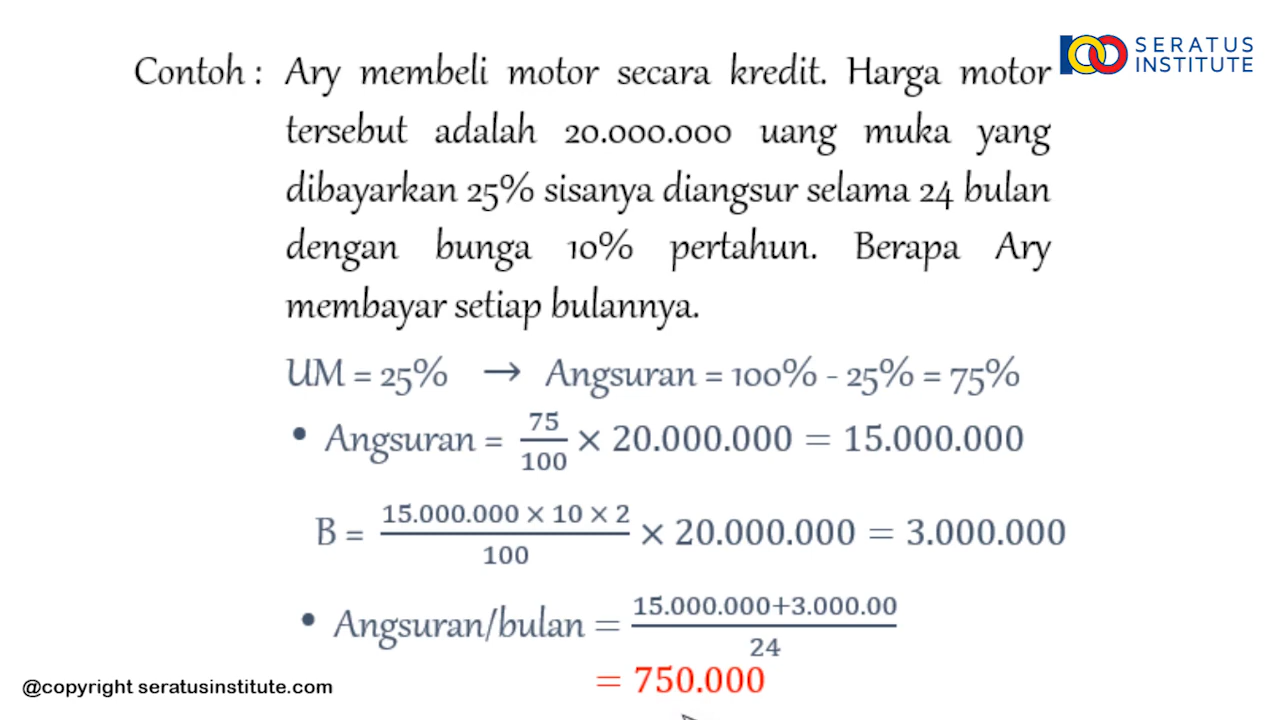 SERATUS
INSTITUTE
Contoh : Ary membeli motor secara kredit. Harga motor
tersebut adalah 20.000.000 uang muka yang
dibayarkan 25% sisanya diangsur selama 24 bulan
dengan bunga 10% pertahun. Berapa Ary
membayar setiap bulannya.
UM = 25% → Angsuran = 100% - 25% = 75%
• Angsuran = 75/100 × 20.000.000 = 15.000.000
B = 15.000.000 × 10 × 2/100 × 20.000.000 = 3.000.000
• Angsuran/bulan = 15.000.000+3.000.00/24
= 750.000
@copyright seratusinstitute.com